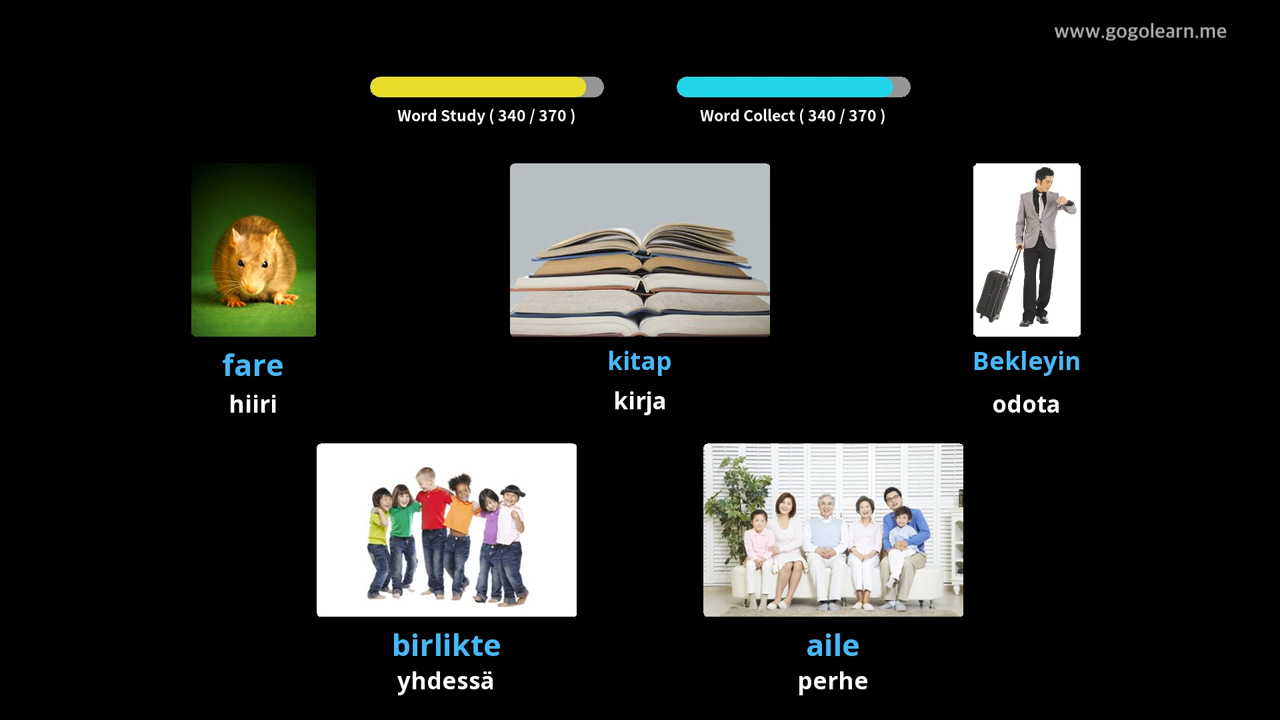 www.gogolearn.me
Word Study ( 340 / 370 )
Word Collect ( 340 / 370 )
fare
hiiri
kitap
kirja
Bekleyin
odota
birlikte
yhdessä
aile
perhe